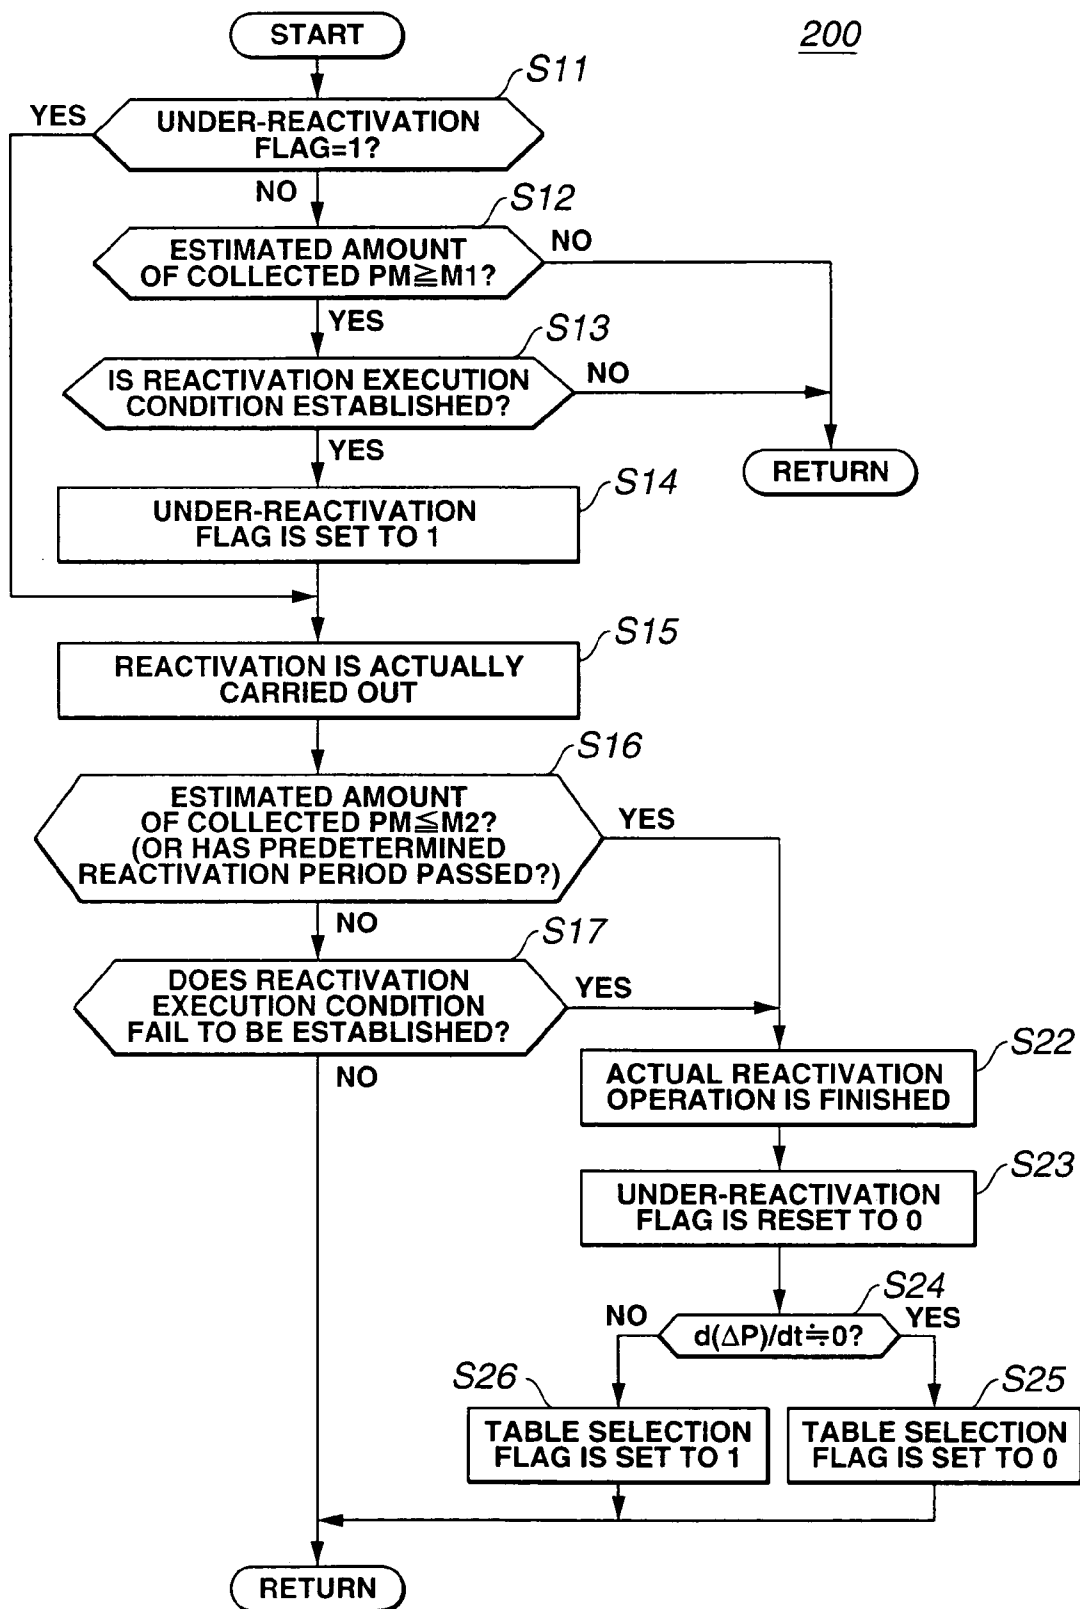 START
200
S11
YES
UNDER-REACTIVATION
FLAG=1?
NO
S12
ESTIMATED AMOUNT
OF COLLECTED PM≧M1?
NO
YES
S13
IS REACTIVATION EXECUTION
CONDITION ESTABLISHED?
NO
YES
RETURN
S14
UNDER-REACTIVATION
FLAG IS SET TO 1
S15
REACTIVATION IS ACTUALLY
CARRIED OUT
S16
ESTIMATED AMOUNT
OF COLLECTED PM≦M2?
(OR HAS PREDETERMINED
REACTIVATION PERIOD PASSED?)
YES
NO
S17
DOES REACTIVATION
EXECUTION CONDITION
FAIL TO BE ESTABLISHED?
YES
NO
S22
ACTUAL REACTIVATION
OPERATION IS FINISHED
S23
UNDER-REACTIVATION
FLAG IS RESET TO 0
S24
NO
d(ΔP)/dt≒0?
YES
S26
TABLE SELECTION
FLAG IS SET TO 1
S25
TABLE SELECTION
FLAG IS SET TO 0
RETURN